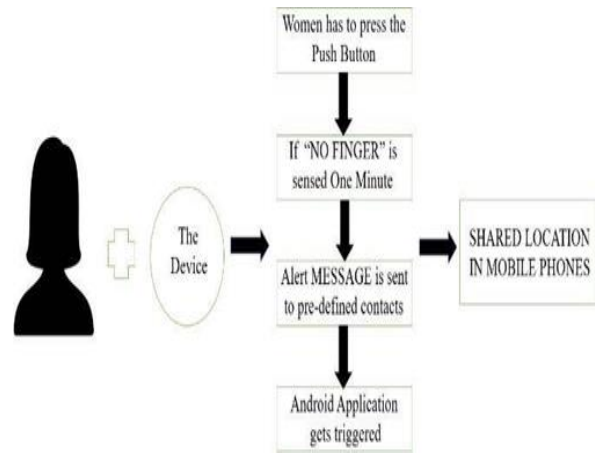 Women has to press the
Push Button
If "NO FINGER" is
sensed One Minute
The
Device
Alert MESSAGE is sent
to pre-defined contacts
SHARED LOCATION
IN MOBILE PHONES
Android Application
gets triggered